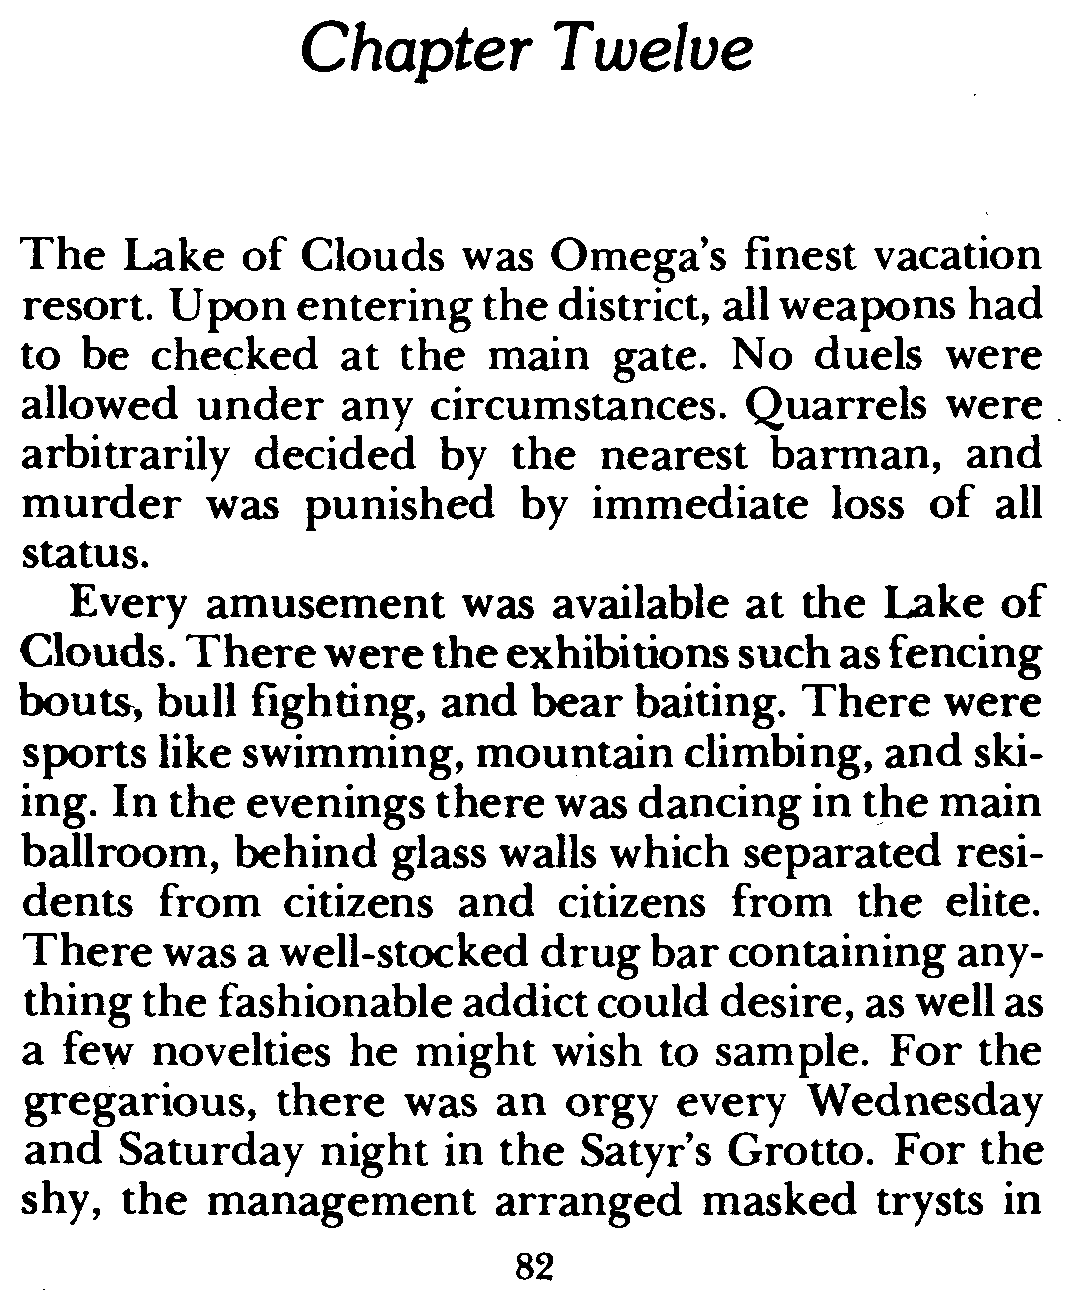 Chapter Twelve
The Lake of Clouds was Omega's finest vacation
resort. Upon entering the district, all weapons had
to be checked at the main gate. No duels were
allowed under any circumstances. Quarrels were
arbitrarily decided by the nearest barman, and
murder was punished by immediate loss of all
status.
Every amusement was available at the Lake of
Clouds. There were the exhibitions such as fencing
bouts, bull fighting, and bear baiting. There were
sports like swimming, mountain climbing, and ski-
ing. In the evenings there was dancing in the main
ballroom, behind glass walls which separated resi-
dents from citizens and citizens from the elite.
There was a well-stocked drug bar containing any-
thing the fashionable addict could desire, as well as
a few novelties he might wish to sample. For the
gregarious, there was an orgy every Wednesday
and Saturday night in the Satyr's Grotto. For the
shy, the management arranged masked trysts in
82